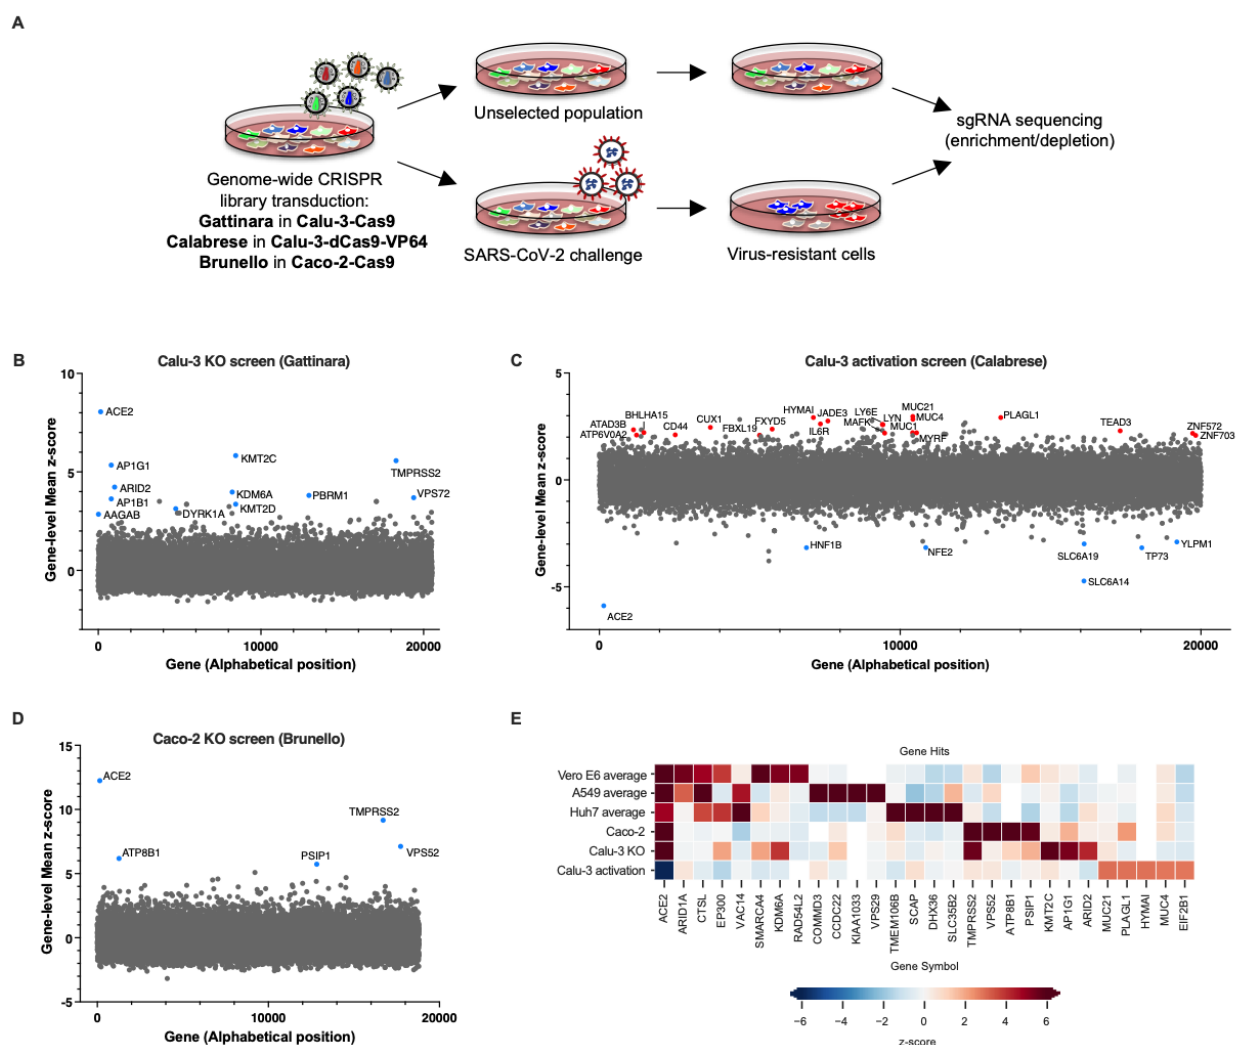 A
Unselected population
Genome-wide CRISPR
library transduction:
Gattinara in Calu-3-Cas9
Calabrese in Calu-3-dCas9-VP64
Brunello in Caco-2-Cas9
SARS-CoV-2 challenge
Virus-resistant cells
sgRNA sequencing
(enrichment/depletion)
B
Calu-3 KO screen (Gattinara)
Gene-level Mean z-score
10
5
0
ACE2
AP1G1
ARID2
AP1B1
AAGAB
DYRK1A
KMT2C
KDM6A
KMT2D
PBRM1
TMPRSS2
VPS72
0
10000
20000
Gene (Alphabetical position)
C
Calu-3 activation screen (Calabrese)
Gene-level Mean z-score
5
0
-5
BHLHA15
ATAD3B
ATP6V0A2
CD44
CUX1
FBXL19
FXYD5
HYMAI
JADE3
IL6R
LY6E
MAFK
LYN
MUC1
MUC21
MUC4
MYRF
PLAGL1
TEAD3
ZNF572
ZNF703
HNF1B
NFE2
SLC6A19
TP73
YLPM1
SLC6A14
ACE2
0
10000
20000
Gene (Alphabetical position)
D
Caco-2 KO screen (Brunello)
Gene-level Mean z-score
15
10
5
0
-5
ACE2
TMPRSS2
ATP8B1
PSIP1
VPS52
0
10000
20000
Gene (Alphabetical position)
E
Gene Hits
Vero E6 average
A549 average
Huh7 average
Caco-2
Calu-3 KO
Calu-3 activation
ACE2
ARID1A
CTSL
EP300
VAC14
SMARCA4
KDM6A
RAD54L2
COMMD3
CCDC22
KIAA1033
VPS29
TMEM106B
SCAP
DHX36
SLC35B2
TMPRSS2
VPS52
ATP8B1
PSIP1
KMT2C
AP1G1
ARID2
MUC21
PLAGL1
HYMAI
MUC4
EIF2B1
Gene Symbol
−6 −4 −2 0 2 4 6
z-score